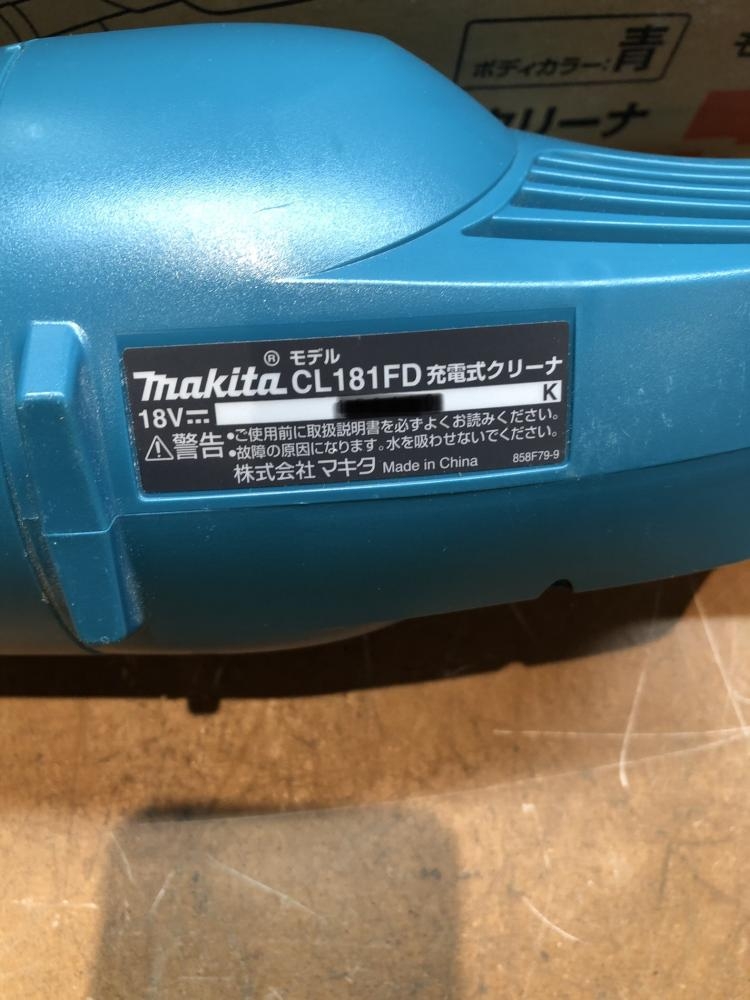 ボディカラー:青
クリーナ
® モデル
makita CL181FD 充電式クリーナ
18V⎓ K
⚠警告 •ご使用前に取扱説明書を必ずよくお読みください。
•故障の原因になります。水を吸わせないでください。
株式会社マキタ Made in China 858F79-9